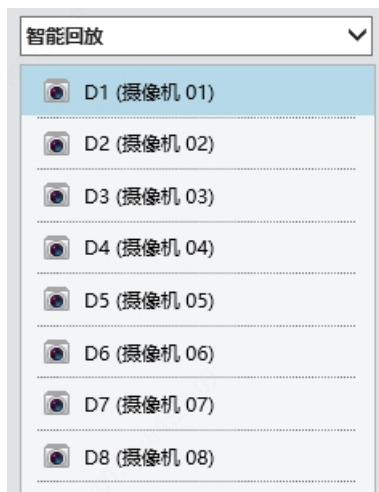 智能回放
D1 (摄像机 01)
D2 (摄像机 02)
D3 (摄像机 03)
D4 (摄像机 04)
D5 (摄像机 05)
D6 (摄像机 06)
D7 (摄像机 07)
D8 (摄像机 08)